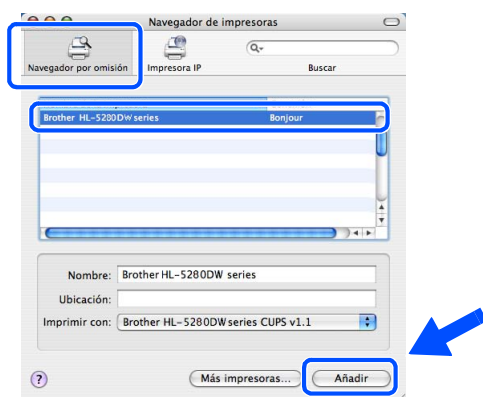 Navegador de impresoras
Navegador por omisión
Impresora IP
Buscar
Brother HL-5280DW series Bonjour
Nombre: Brother HL-5280DW series
Ubicación:
Imprimir con: Brother HL-5280DW series CUPS v1.1
? Más impresoras... Añadir